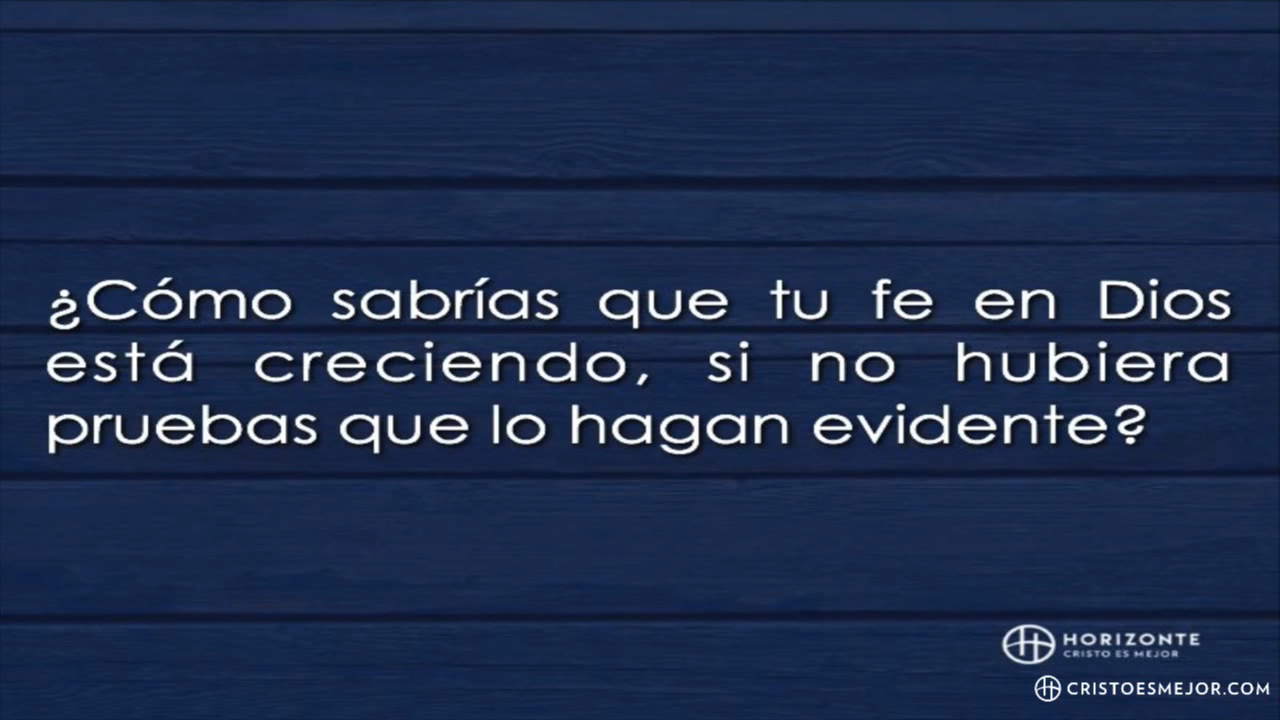 ¿Cómo sabrías que tu fe en Dios
está creciendo, si no hubiera
pruebas que lo hagan evidente?
HORIZONTE
CRISTO ES MEJOR
CRISTOESMEJOR.COM